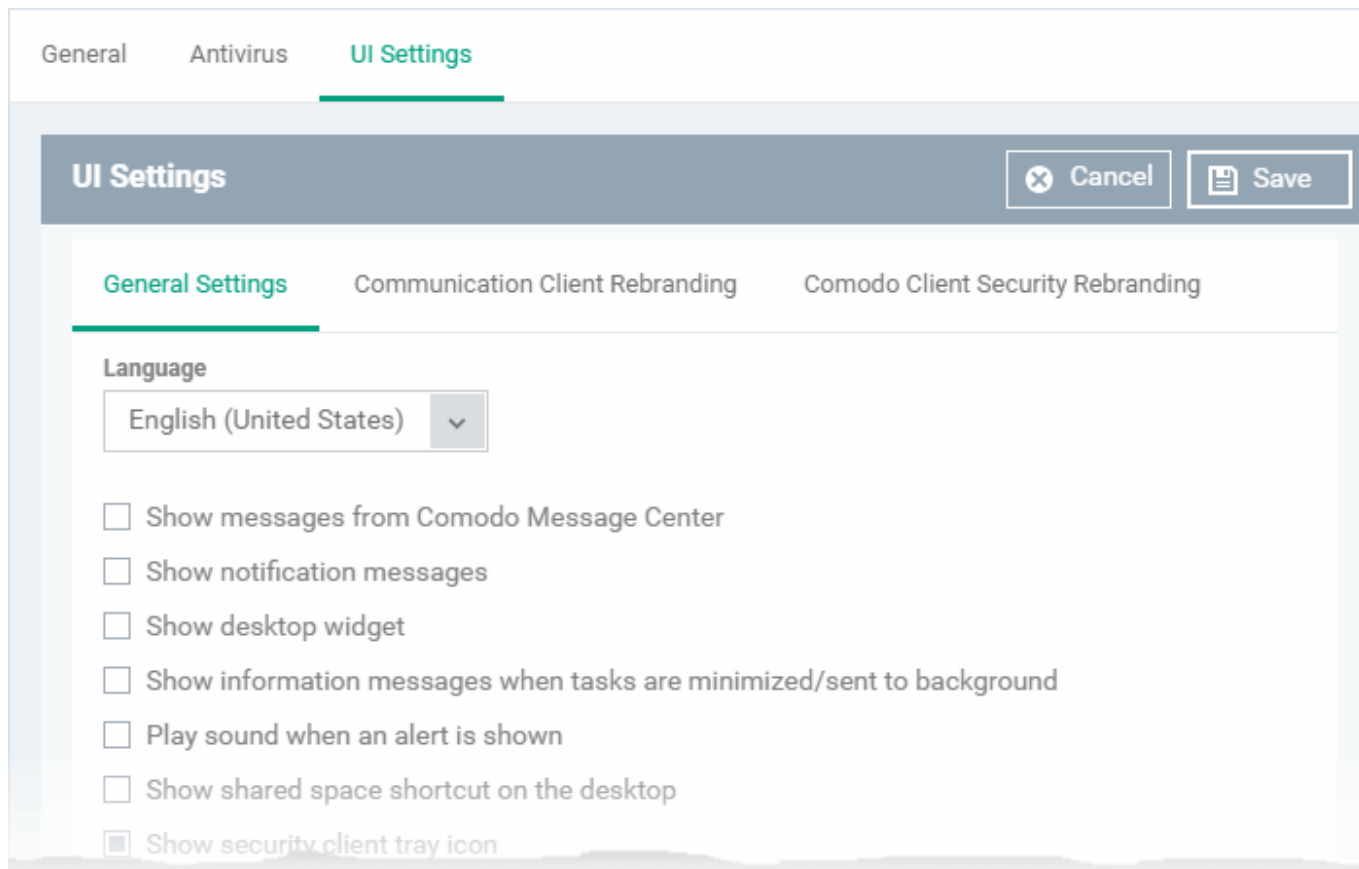 General Antivirus UI Settings
UI Settings Cancel Save
General Settings Communication Client Rebranding Comodo Client Security Rebranding
Language
English (United States)
Show messages from Comodo Message Center
Show notification messages
Show desktop widget
Show information messages when tasks are minimized/sent to background
Play sound when an alert is shown
Show shared space shortcut on the desktop
Show security client tray icon